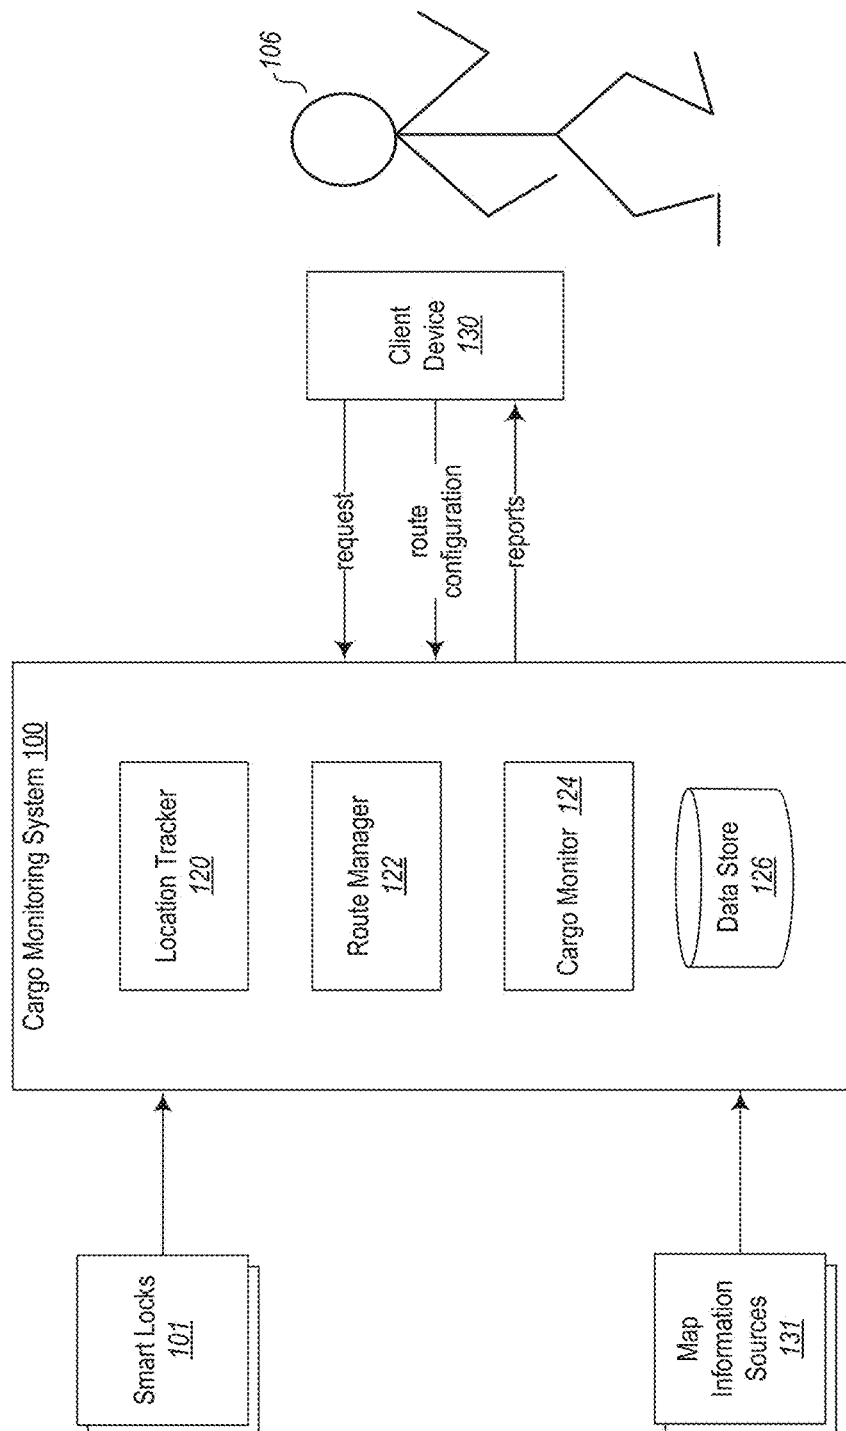 Smart Locks
101
Map
Information
Sources
131
Cargo Monitoring System 100
Location Tracker
120
Route Manager
122
Cargo Monitor 124
Data Store
126
request
route
configuration
reports
Client
Device
130
106